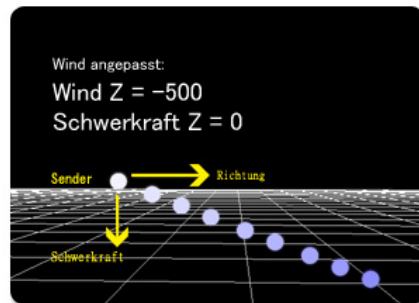 Wind angepasst:
Wind Z = -500
Schwerkraft Z = 0
Sender
Richtung
Schwerkraft